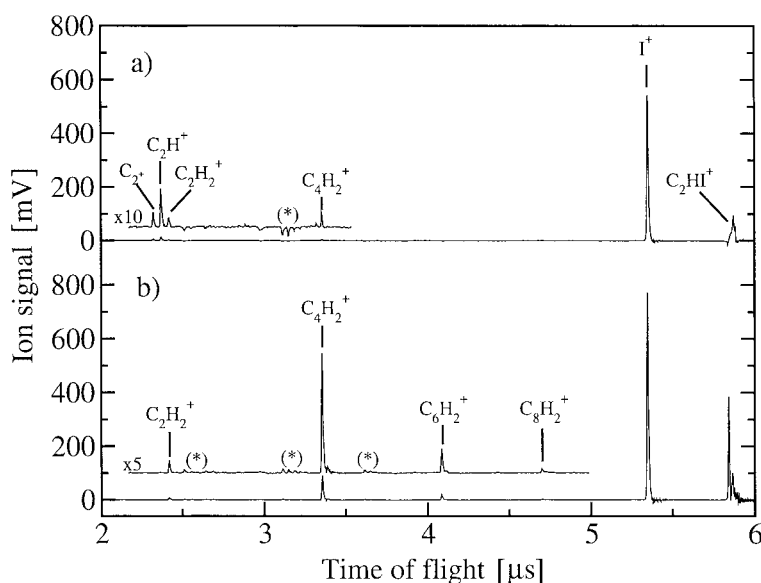 800
a)
I⁺
600
400
C₂H⁺
C₂⁺
C₂H₂⁺
C₄H₂⁺
C₂HI⁺
200
x10
(*)
0
Ion signal [mV]
800
b)
C₄H₂⁺
600
400
C₂H₂⁺
C₆H₂⁺
C₈H₂⁺
200
x5
(*)
(*)
(*)
0
2 3 4 5 6
Time of flight [μs]